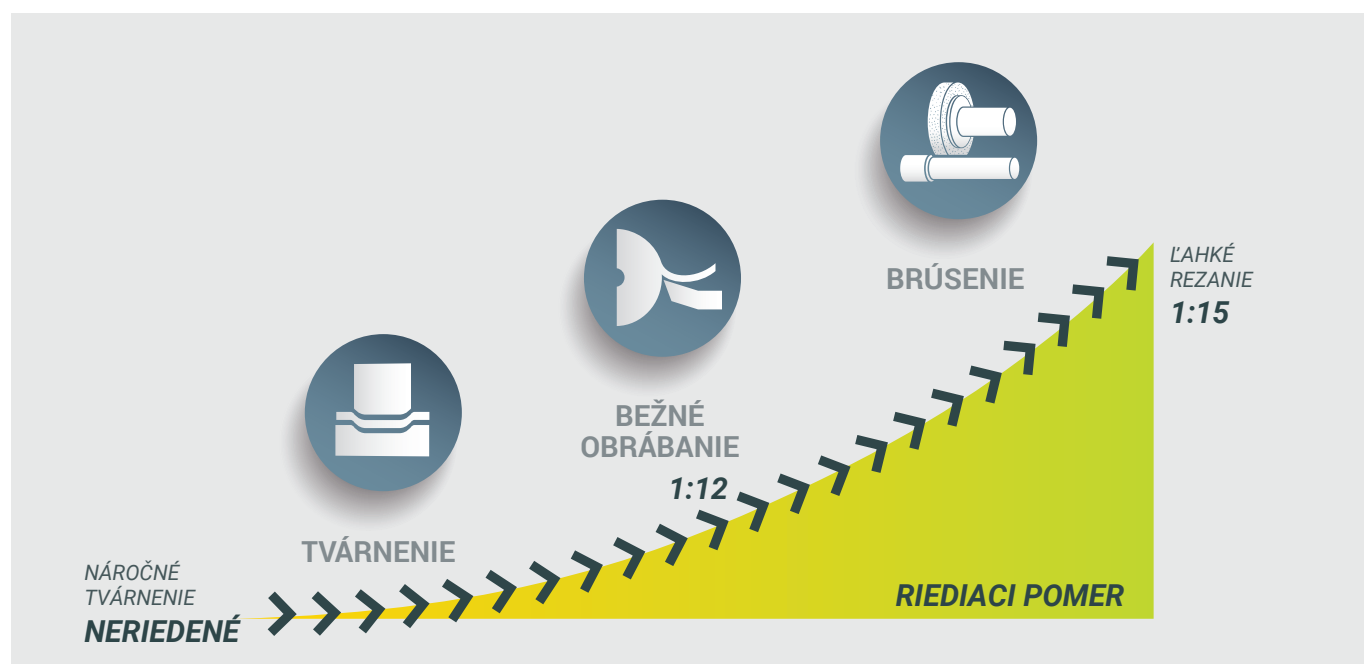 BRÚSENIE
ĽAHKÉ
REZANIE
1:15
BEŽNÉ
OBRÁBANIE
1:12
TVÁRNENIE
NÁROČNÉ
TVÁRNENIE
NERIEDENÉ
RIEDIACI POMER